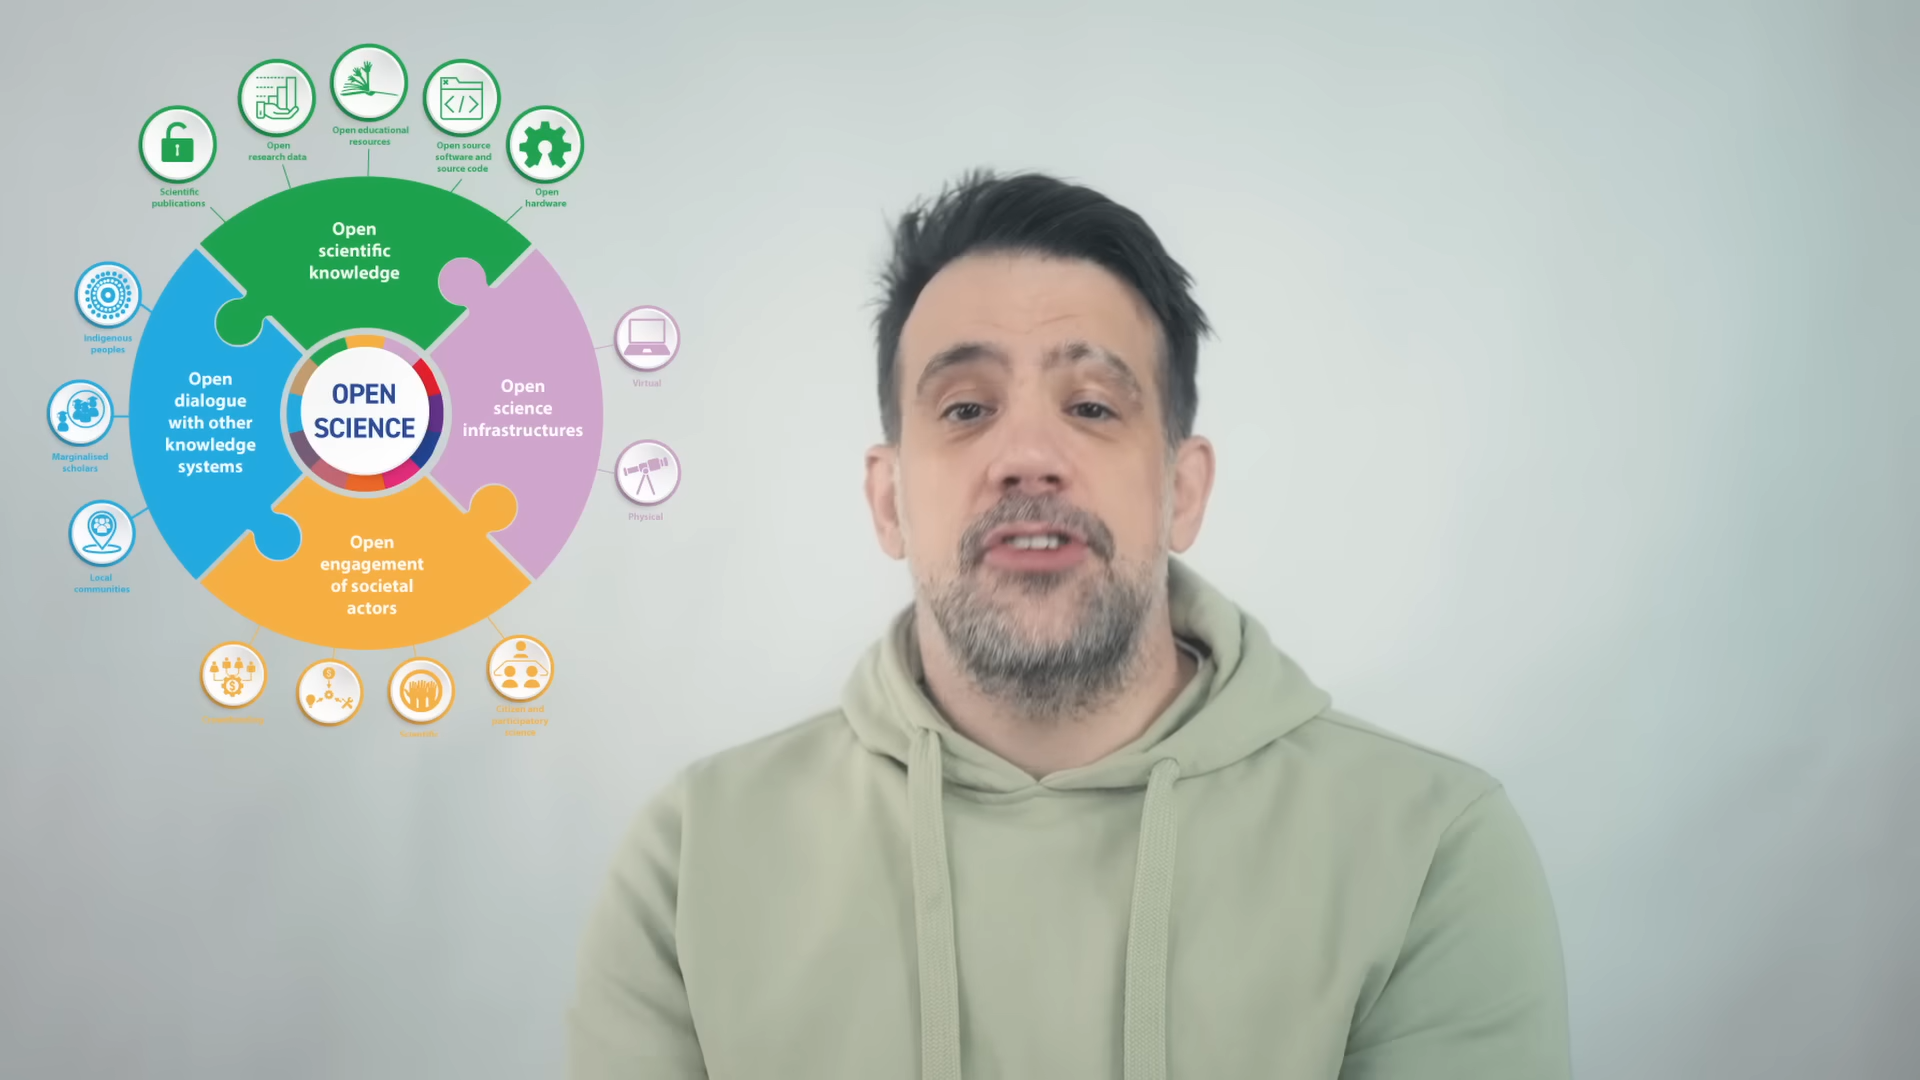 Open educational
resources
Open
research data
Open source
software and
source code
Scientific
publications
Open
hardware
Open
scientific
knowledge
Indigenous
peoples
Virtual
Open
dialogue
with other
knowledge
systems
OPEN
SCIENCE
Open
science
infrastructures
Marginalised
scholars
Physical
Local
communities
Open
engagement
of societal
actors
Citizen and
participatory
science
Scientific